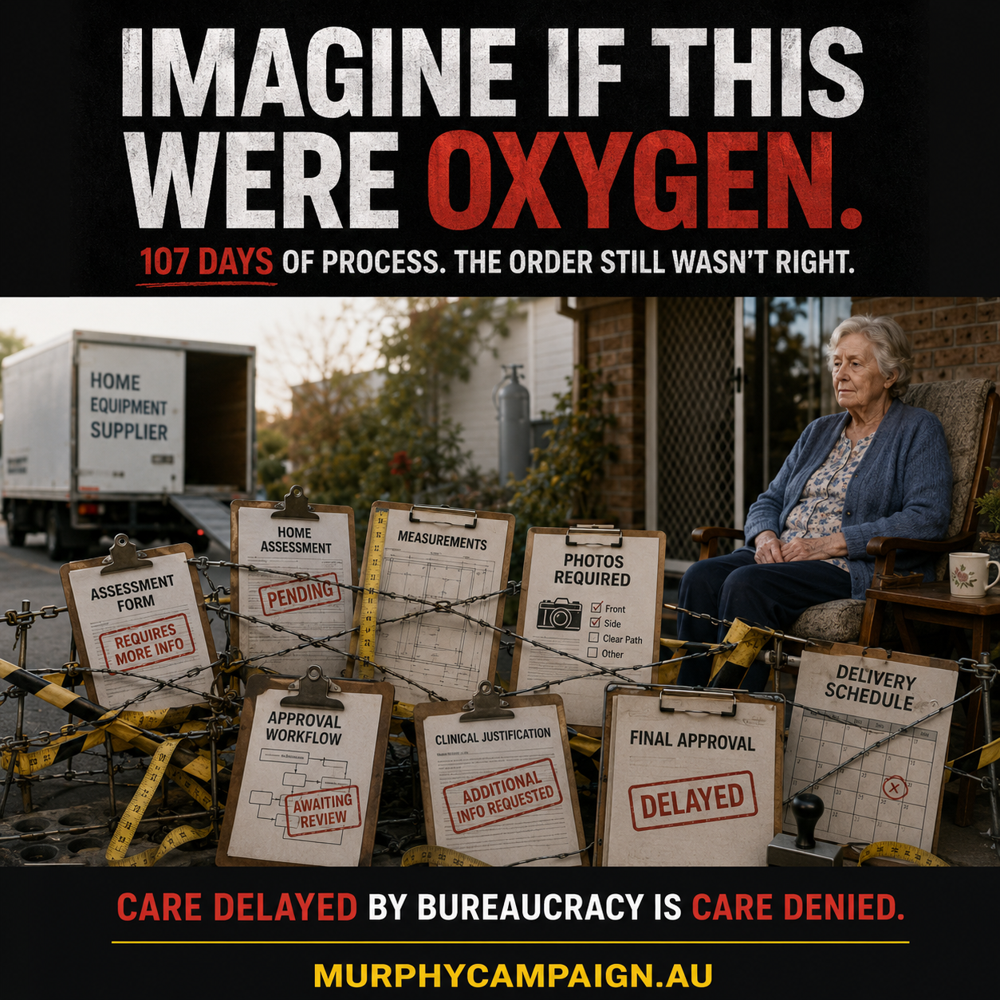 IMAGINE IF THIS
WERE OXYGEN.
107 DAYS OF PROCESS. THE ORDER STILL WASN'T RIGHT.
HOME
EQUIPMENT
SUPPLIER
ASSESSMENT
FORM
REQUIRES
MORE INFO
HOME
ASSESSMENT
PENDING
MEASUREMENTS
PHOTOS
REQUIRED
Front
Side
Clear Path
Other
APPROVAL
WORKFLOW
AWAITING
REVIEW
CLINICAL JUSTIFICATION
ADDITIONAL
INFO REQUESTED
FINAL APPROVAL
DELAYED
DELIVERY
SCHEDULE
X
CARE DELAYED BY BUREAUCRACY IS CARE DENIED.
MURPHYCAMPAIGN.AU